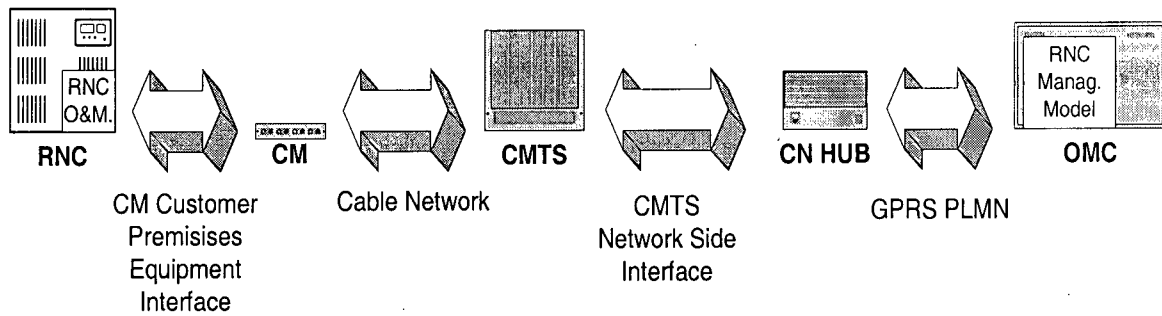 RNC
O&M.
RNC
CM
CMTS
CN HUB
RNC
Manag.
Model
OMC
CM Customer
Premisises
Equipment
Interface
Cable Network
CMTS
Network Side
Interface
GPRS PLMN